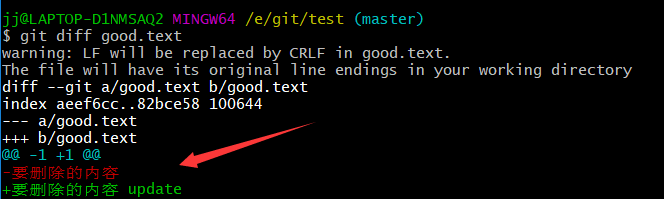 jj@LAPTOP-D1NMSAQ2 MINGW64 /e/git/test (master)
$ git diff good.text
warning: LF will be replaced by CRLF in good.text.
The file will have its original line endings in your working directory
diff --git a/good.text b/good.text
index aeef6cc..82bce58 100644
--- a/good.text
+++ b/good.text
@@ -1 +1 @@
-要删除的内容
+要删除的内容 update